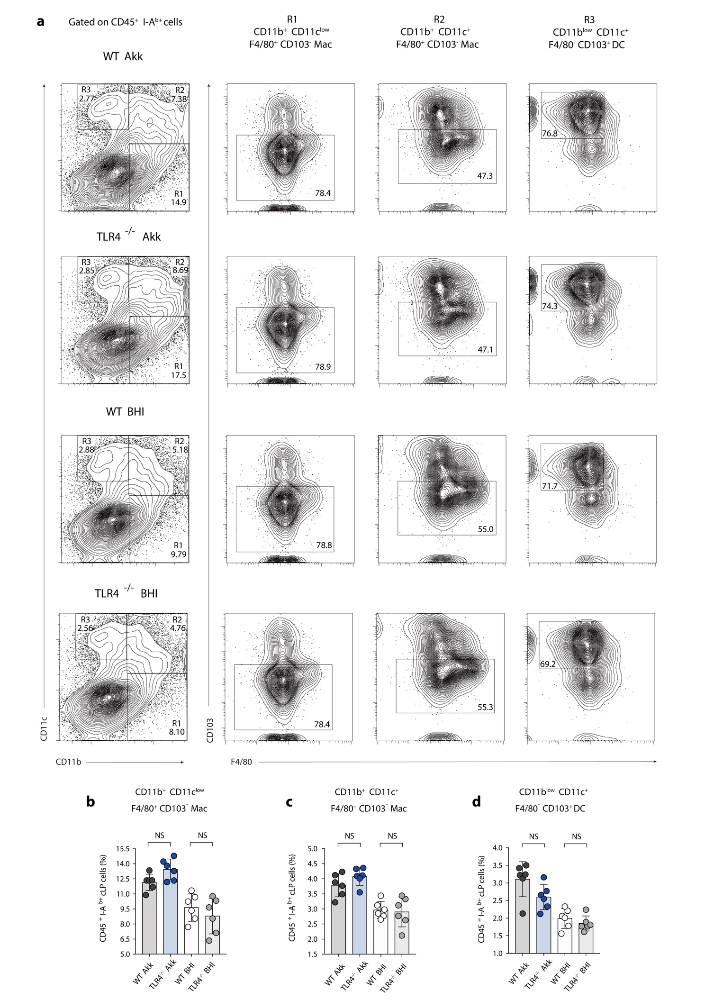 a
Gated on CD45+ I-Ab+ cells
R1
CD11b+ CD11clow
F4/80+ CD103- Mac
R2
CD11b+ CD11c+
F4/80+ CD103- Mac
R3
CD11blow CD11c+
F4/80- CD103+ DC
WT Akk
R3
2.77
R2
7.38
R1
14.9
78.4
47.3
76.8
TLR4 -/- Akk
R3
2.85
R2
8.69
R1
17.5
78.9
47.1
74.3
WT BHI
R3
2.88
R2
5.18
R1
9.79
78.8
55.0
71.7
TLR4 -/- BHI
R3
2.56
R2
4.76
R1
8.10
78.4
55.3
69.2
CD11c
CD103
CD11b
F4/80
b
CD11b+ CD11clow
F4/80+ CD103- Mac
NS
NS
CD45 + I-A b+ cLP cells (%)
15.5
14.0
12.5
11.0
9.5
8.0
6.5
5.0
WT Akk
TLR4-/- Akk
WT BHI
TLR4-/- BHI
c
CD11b+ CD11c+
F4/80+ CD103- Mac
NS
NS
CD45 + I-A b+ cLP cells (%)
5.0
4.5
4.0
3.5
3.0
2.5
2.0
1.5
WT Akk
TLR4-/- Akk
WT BHI
TLR4-/- BHI
d
CD11blow CD11c+
F4/80- CD103+ DC
NS
NS
CD45 + I-A b+ cLP cells (%)
4.0
3.5
3.0
2.5
2.0
1.5
1.0
WT Akk
TLR4-/- Akk
WT BHI
TLR4-/- BHI